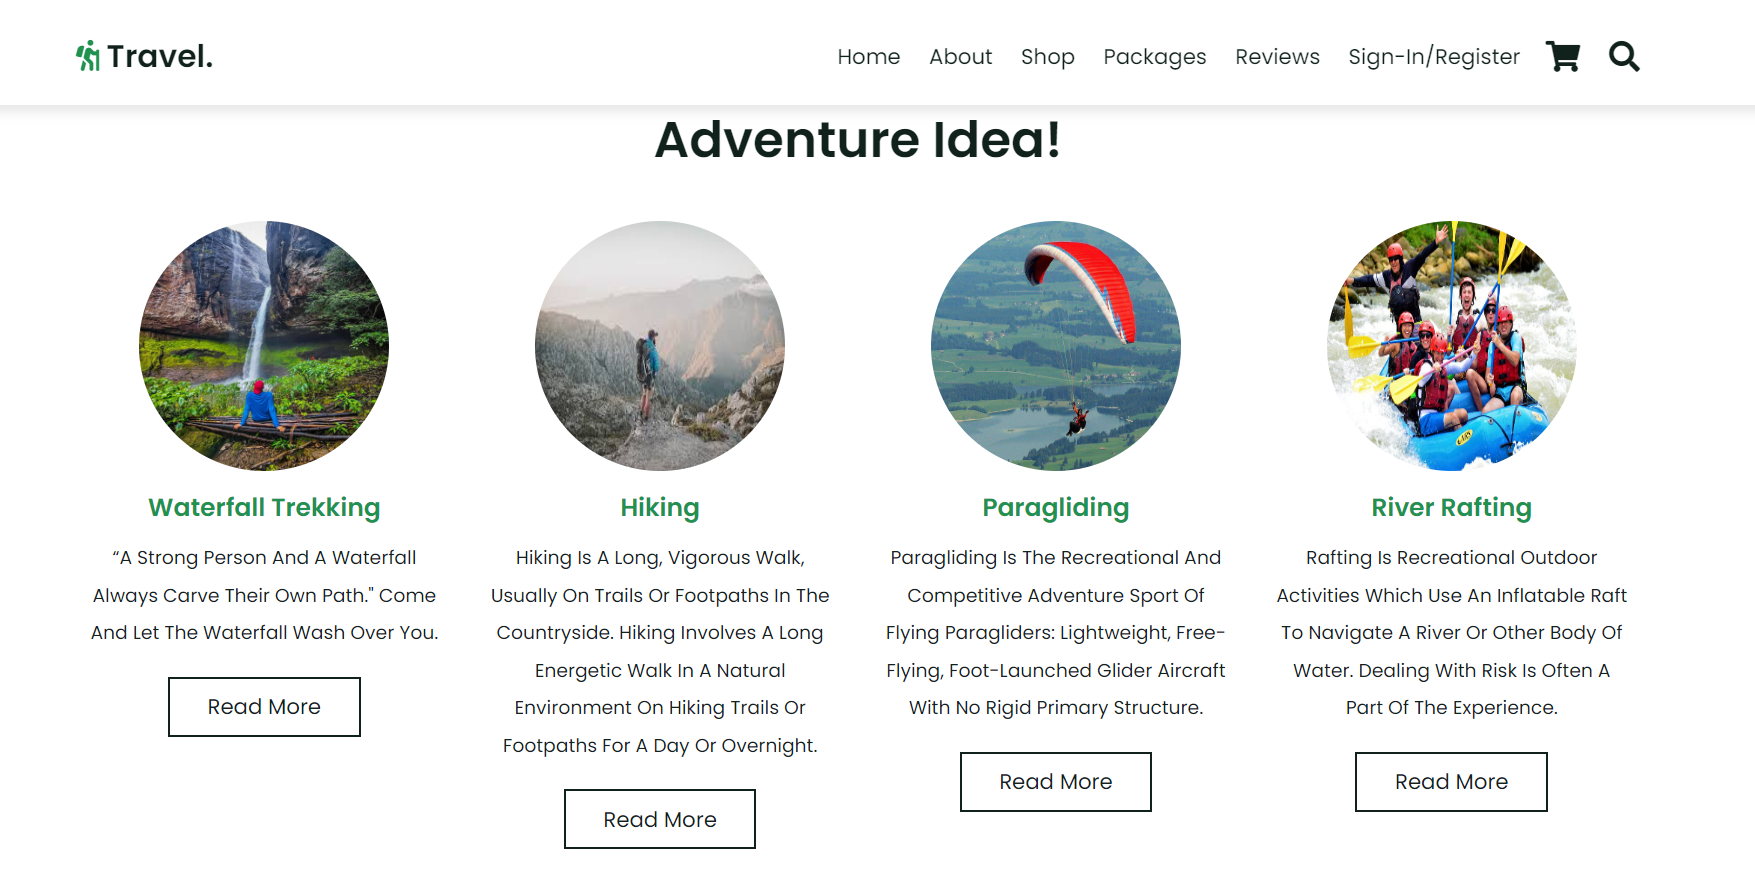 Travel.
Home About Shop Packages Reviews Sign-In/Register
Adventure Idea!
Waterfall Trekking
“A Strong Person And A Waterfall
Always Carve Their Own Path." Come
And Let The Waterfall Wash Over You.
Read More
Hiking
Hiking Is A Long, Vigorous Walk,
Usually On Trails Or Footpaths In The
Countryside. Hiking Involves A Long
Energetic Walk In A Natural
Environment On Hiking Trails Or
Footpaths For A Day Or Overnight.
Read More
Paragliding
Paragliding Is The Recreational And
Competitive Adventure Sport Of
Flying Paragliders: Lightweight, Free-
Flying, Foot-Launched Glider Aircraft
With No Rigid Primary Structure.
Read More
River Rafting
Rafting Is Recreational Outdoor
Activities Which Use An Inflatable Raft
To Navigate A River Or Other Body Of
Water. Dealing With Risk Is Often A
Part Of The Experience.
Read More